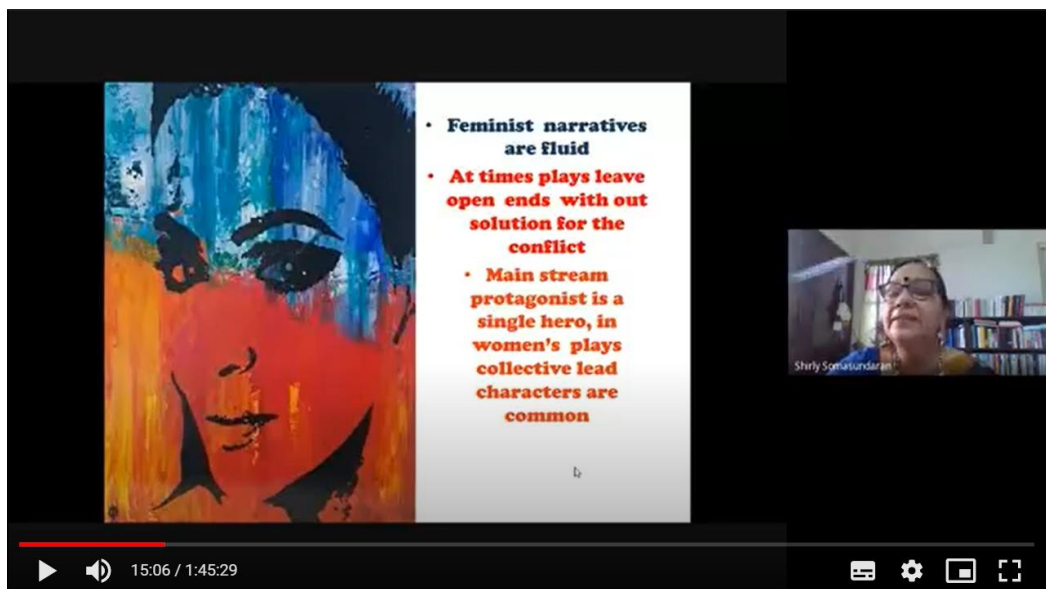 • Feminist narratives
are fluid
• At times plays leave
open ends with out
solution for the
conflict
• Main stream
protagonist is a
single hero, in
women's plays
collective lead
characters are
common
Shirly Somasundaran
15:06 / 1:45:29